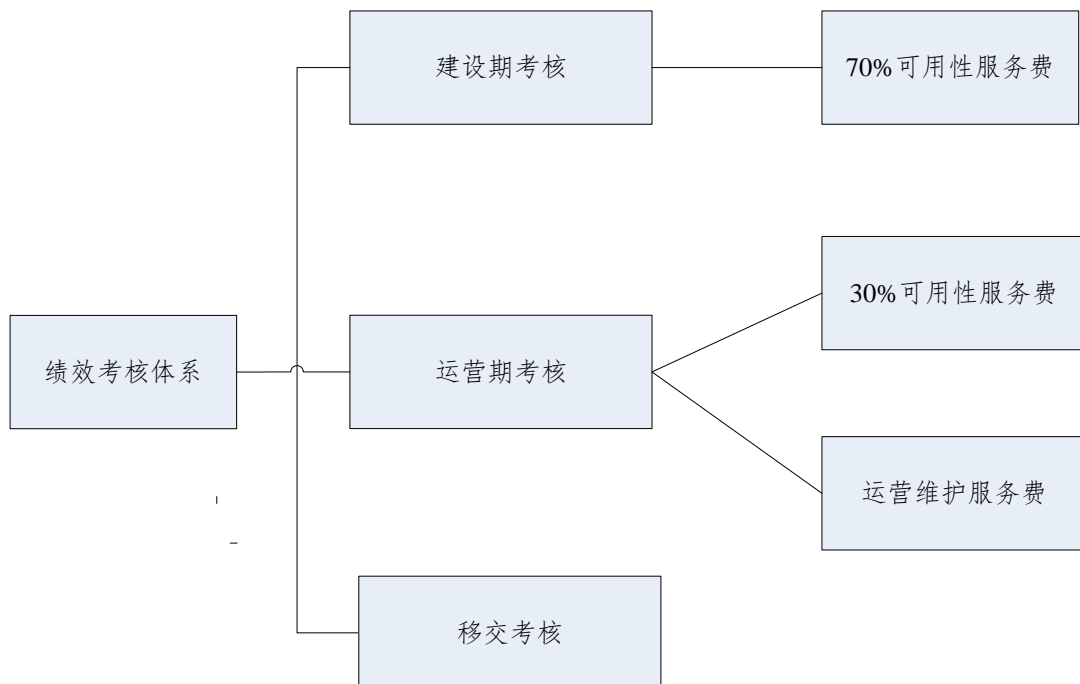 建设期考核
70%可用性服务费
30%可用性服务费
绩效考核体系
运营期考核
运营维护服务费
移交考核